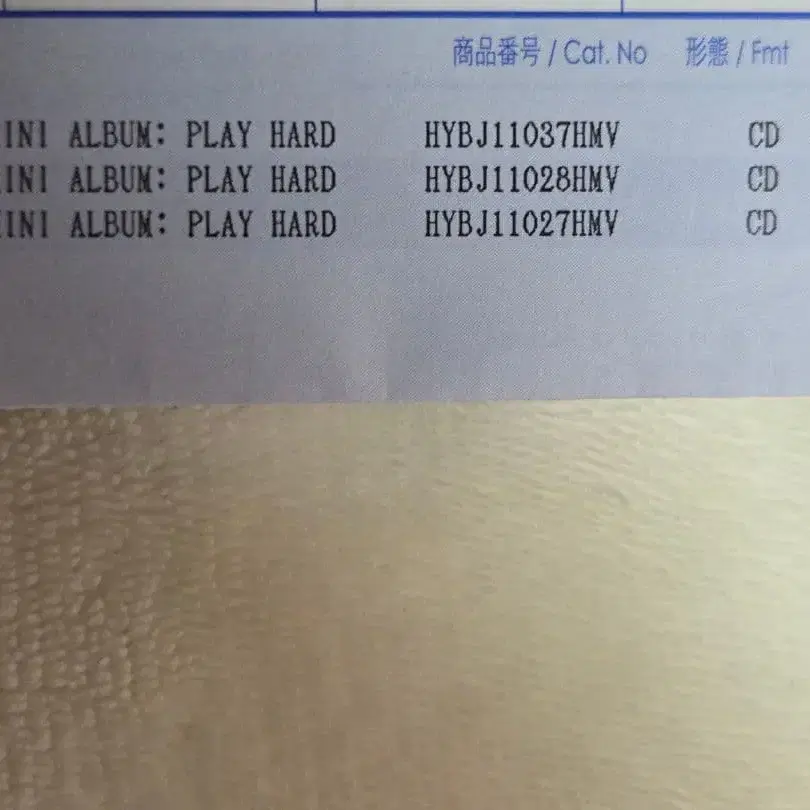 商品番号 / Cat. No 形態 / Fmt
INI ALBUM: PLAY HARD HYBJ11037HMV CD
INI ALBUM: PLAY HARD HYBJ11028HMV CD
INI ALBUM: PLAY HARD HYBJ11027HMV CD